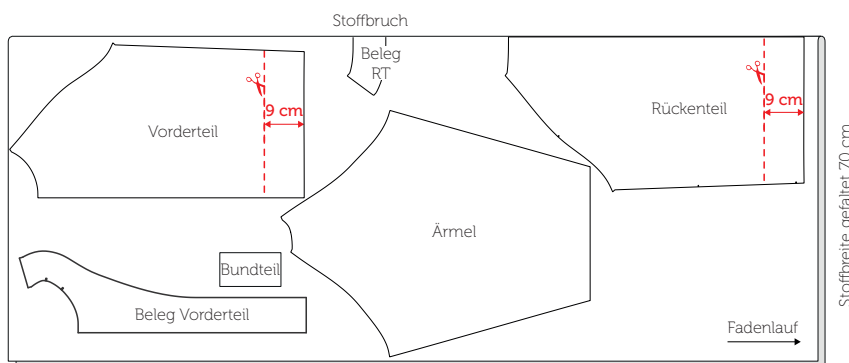 Stoffbruch
Beleg
RT
9 cm
Vorderteil
9 cm
Rückenteil
Stoffbreite gefaltet 70 cm
Ärmel
Bundteil
Beleg Vorderteil
Fadenlauf